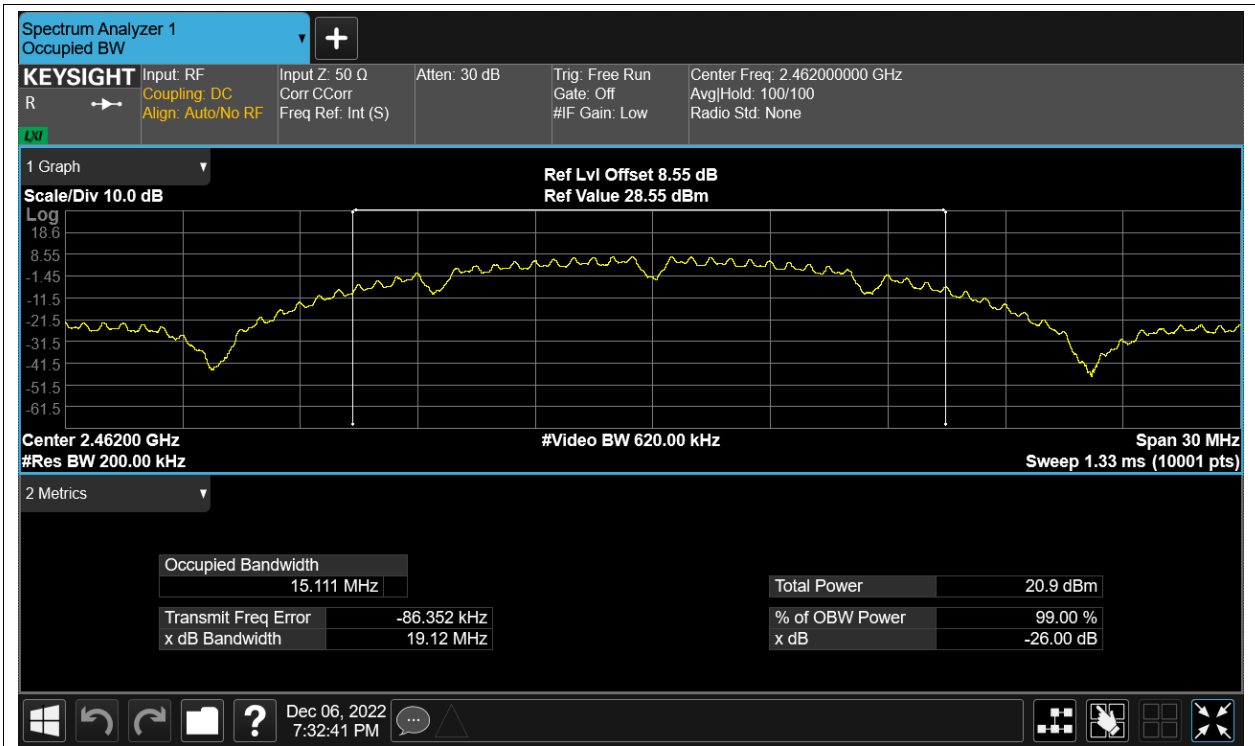 Spectrum Analyzer 1
Occupied BW
KEYSIGHT
R
LXI
Input: RF
Coupling: DC
Align: Auto/No RF
Input Z: 50 Ω
Corr CCorr
Freq Ref: Int (S)
Atten: 30 dB
Trig: Free Run
Gate: Off
#IF Gain: Low
Center Freq: 2.462000000 GHz
Avg|Hold: 100/100
Radio Std: None
1 Graph
Scale/Div 10.0 dB
Ref Lvl Offset 8.55 dB
Ref Value 28.55 dBm
Log
18.6
8.55
-1.45
-11.5
-21.5
-31.5
-41.5
-51.5
-61.5
Center 2.46200 GHz
#Video BW 620.00 kHz
Span 30 MHz
#Res BW 200.00 kHz
Sweep 1.33 ms (10001 pts)
2 Metrics
Occupied Bandwidth
15.111 MHz
Total Power 20.9 dBm
Transmit Freq Error -86.352 kHz
% of OBW Power 99.00 %
x dB Bandwidth 19.12 MHz
x dB -26.00 dB
Dec 06, 2022
7:32:41 PM